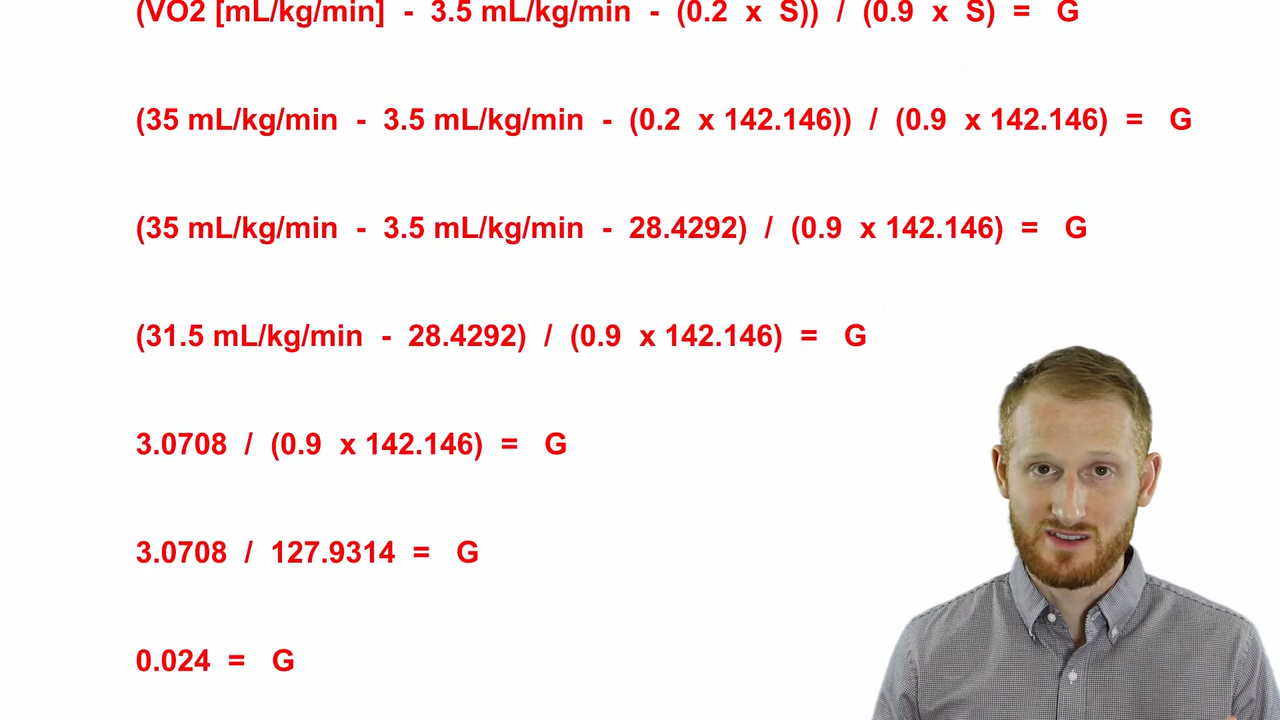 (VO2 [mL/kg/min] - 3.5 mL/kg/min - (0.2 x S)) / (0.9 x S) = G
(35 mL/kg/min - 3.5 mL/kg/min - (0.2 x 142.146)) / (0.9 x 142.146) = G
(35 mL/kg/min - 3.5 mL/kg/min - 28.4292) / (0.9 x 142.146) = G
(31.5 mL/kg/min - 28.4292) / (0.9 x 142.146) = G
3.0708 / (0.9 x 142.146) = G
3.0708 / 127.9314 = G
0.024 = G